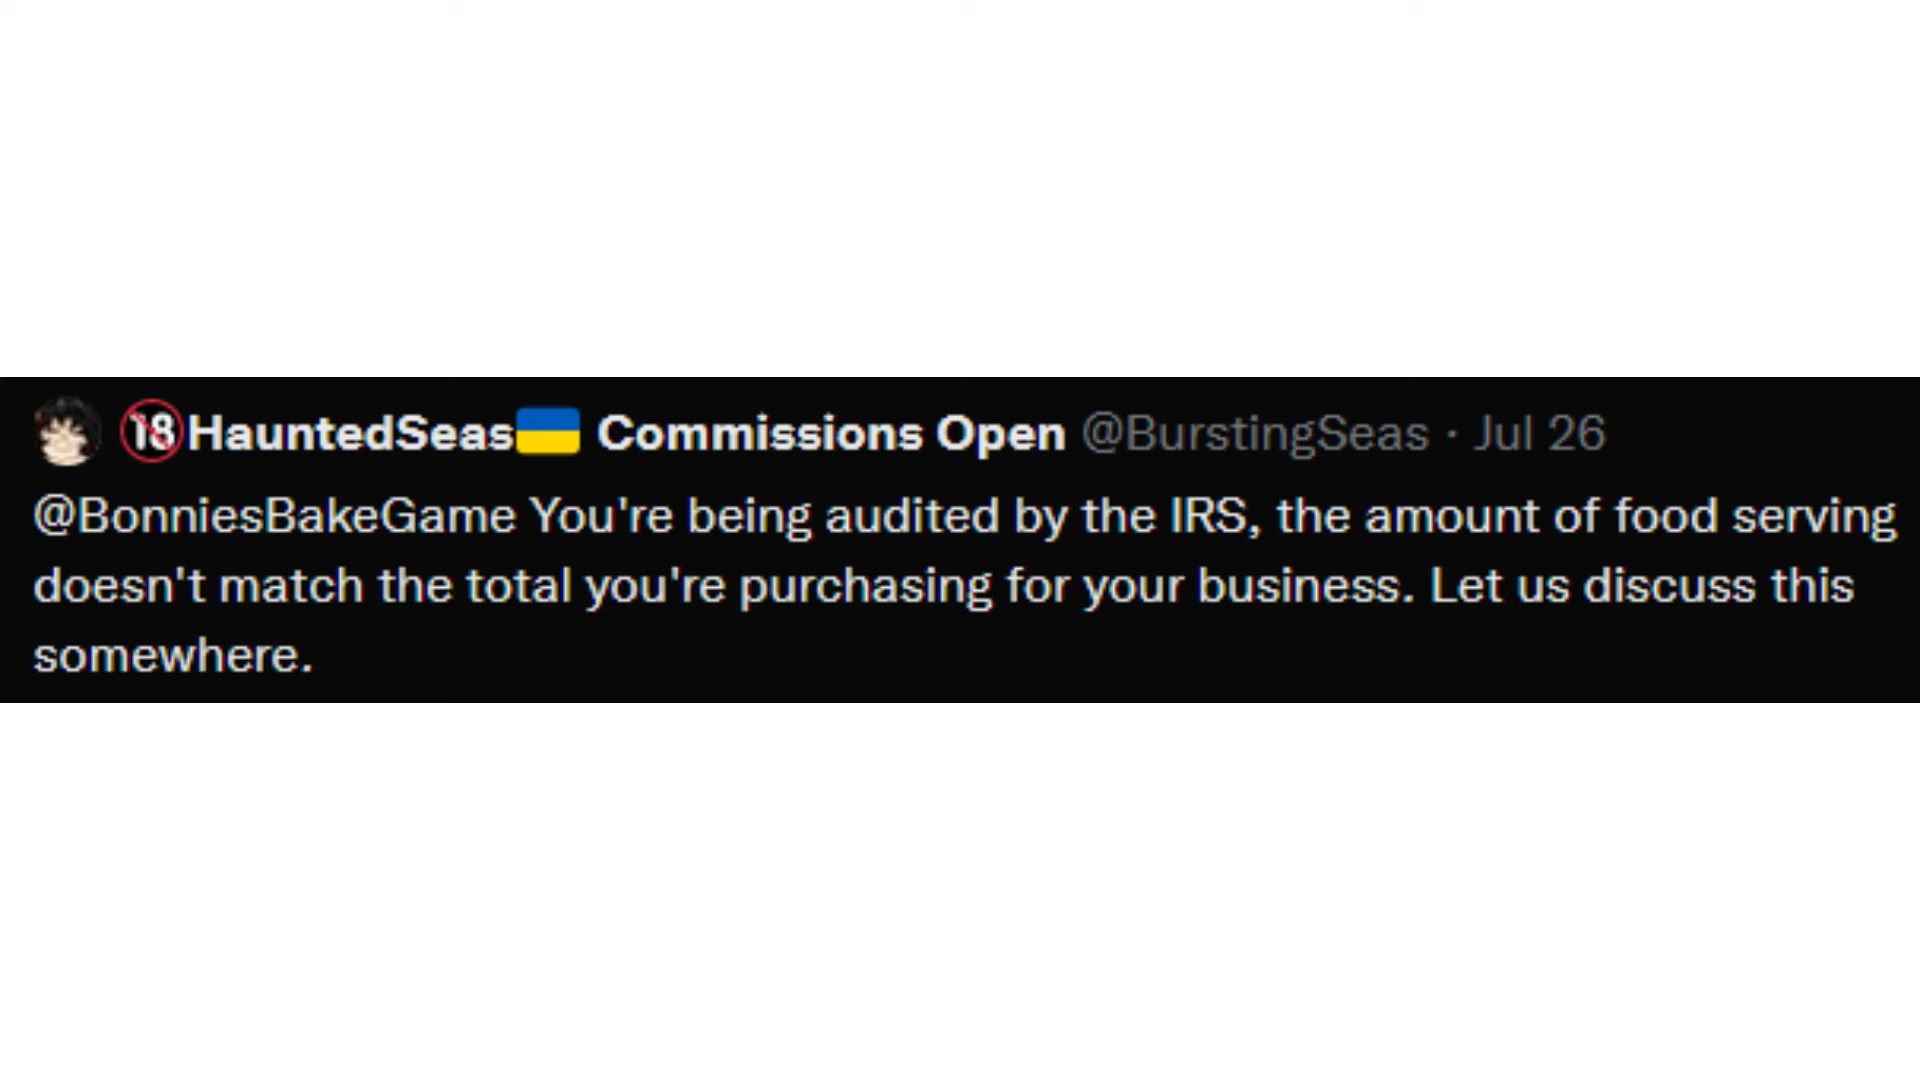 🔞HauntedSeas🇺🇦 Commissions Open @BurstingSeas · Jul 26
@BonniesBakeGame You're being audited by the IRS, the amount of food serving
doesn't match the total you're purchasing for your business. Let us discuss this
somewhere.